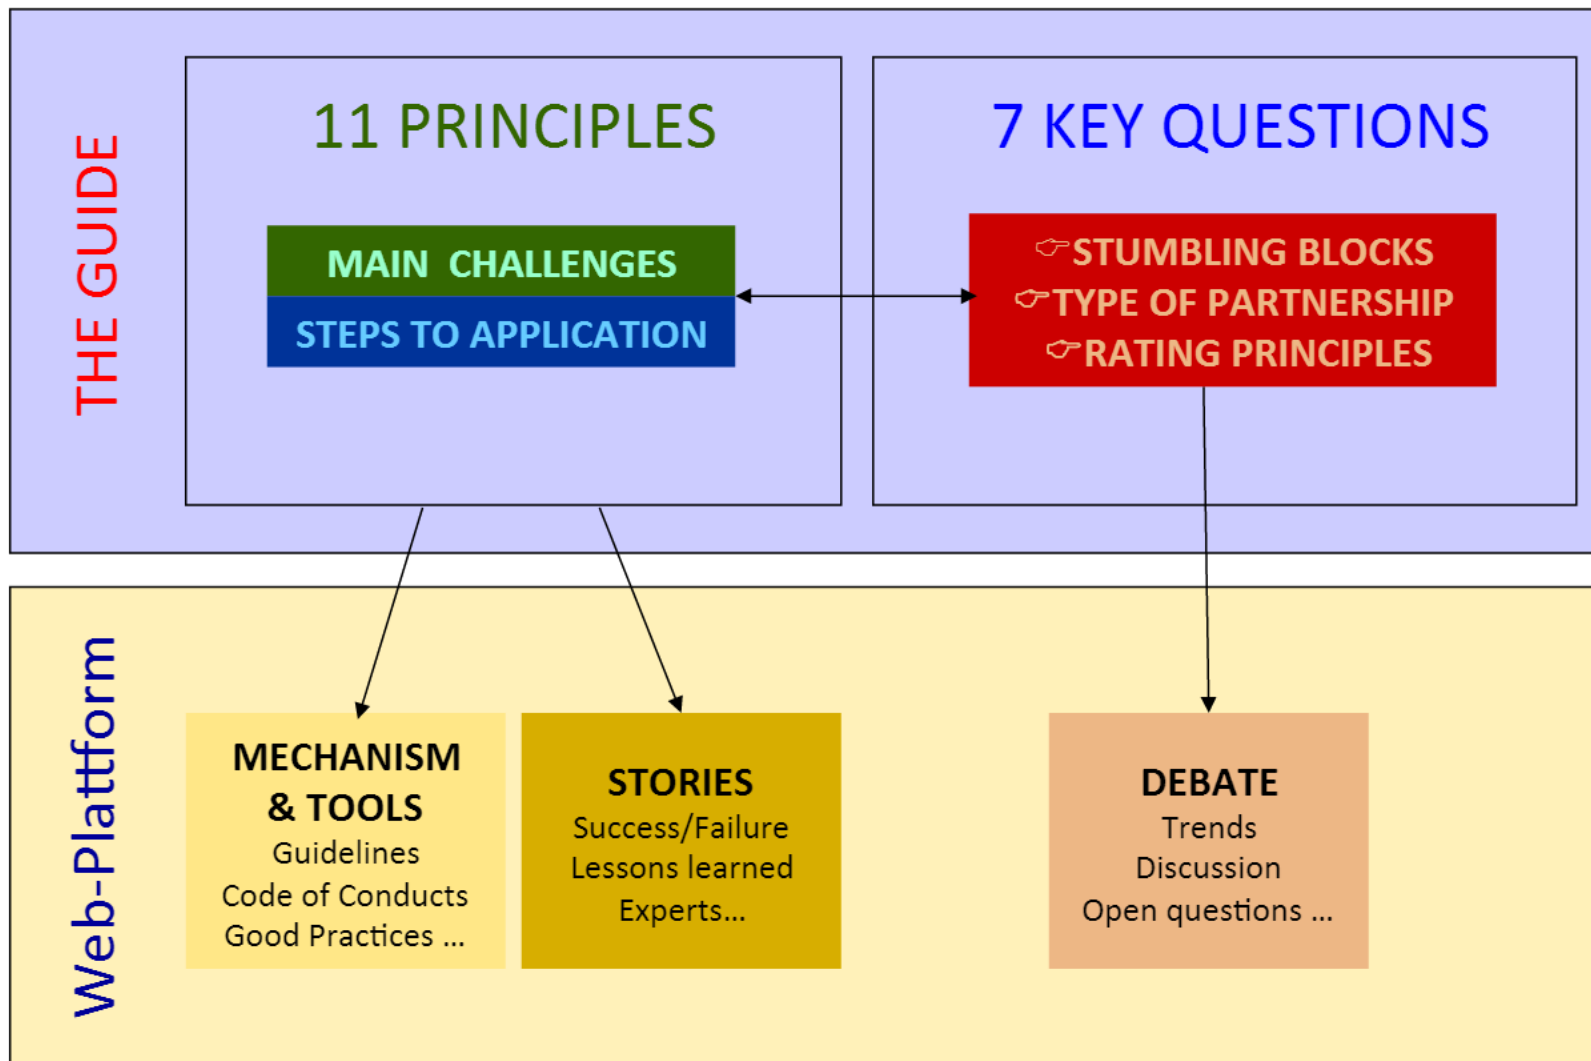 THE GUIDE
11 PRINCIPLES
MAIN CHALLENGES
STEPS TO APPLICATION
7 KEY QUESTIONS
☞STUMBLING BLOCKS
☞TYPE OF PARTNERSHIP
☞RATING PRINCIPLES
Web-Plattform
MECHANISM
& TOOLS
Guidelines
Code of Conducts
Good Practices ...
STORIES
Success/Failure
Lessons learned
Experts...
DEBATE
Trends
Discussion
Open questions ...